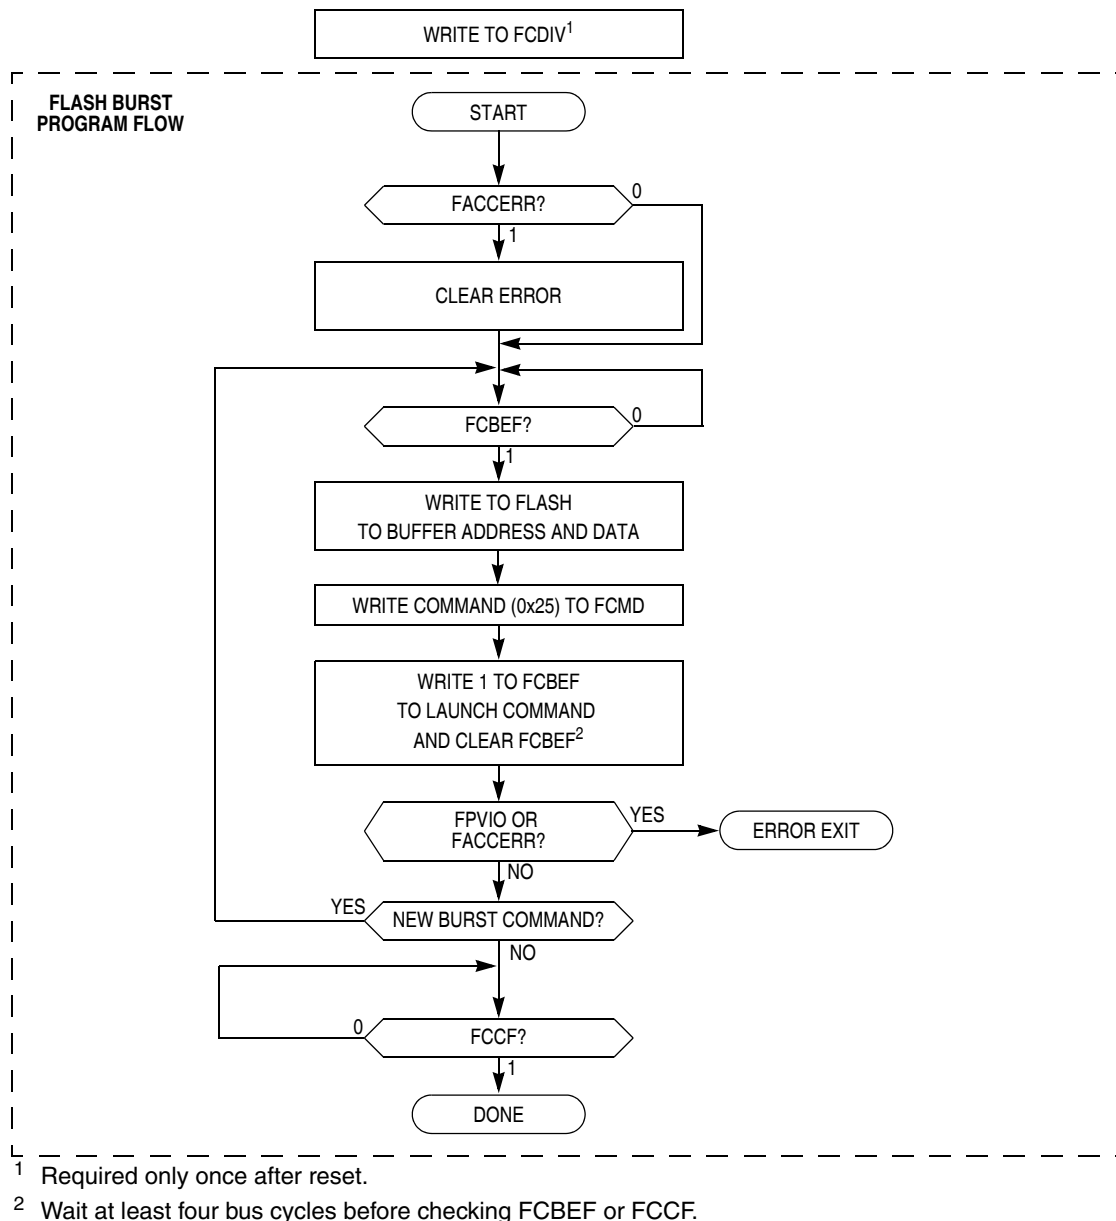 WRITE TO FCDIV1
FLASH BURST
PROGRAM FLOW
START
FACCERR?
0
1
CLEAR ERROR
FCBEF?
0
1
WRITE TO FLASH
TO BUFFER ADDRESS AND DATA
WRITE COMMAND (0x25) TO FCMD
WRITE 1 TO FCBEF
TO LAUNCH COMMAND
AND CLEAR FCBEF2
FPVIO OR
FACCERR?
YES
ERROR EXIT
NO
YES
NEW BURST COMMAND?
NO
0
FCCF?
1
DONE
1 Required only once after reset.
2 Wait at least four bus cycles before checking FCBEF or FCCF.